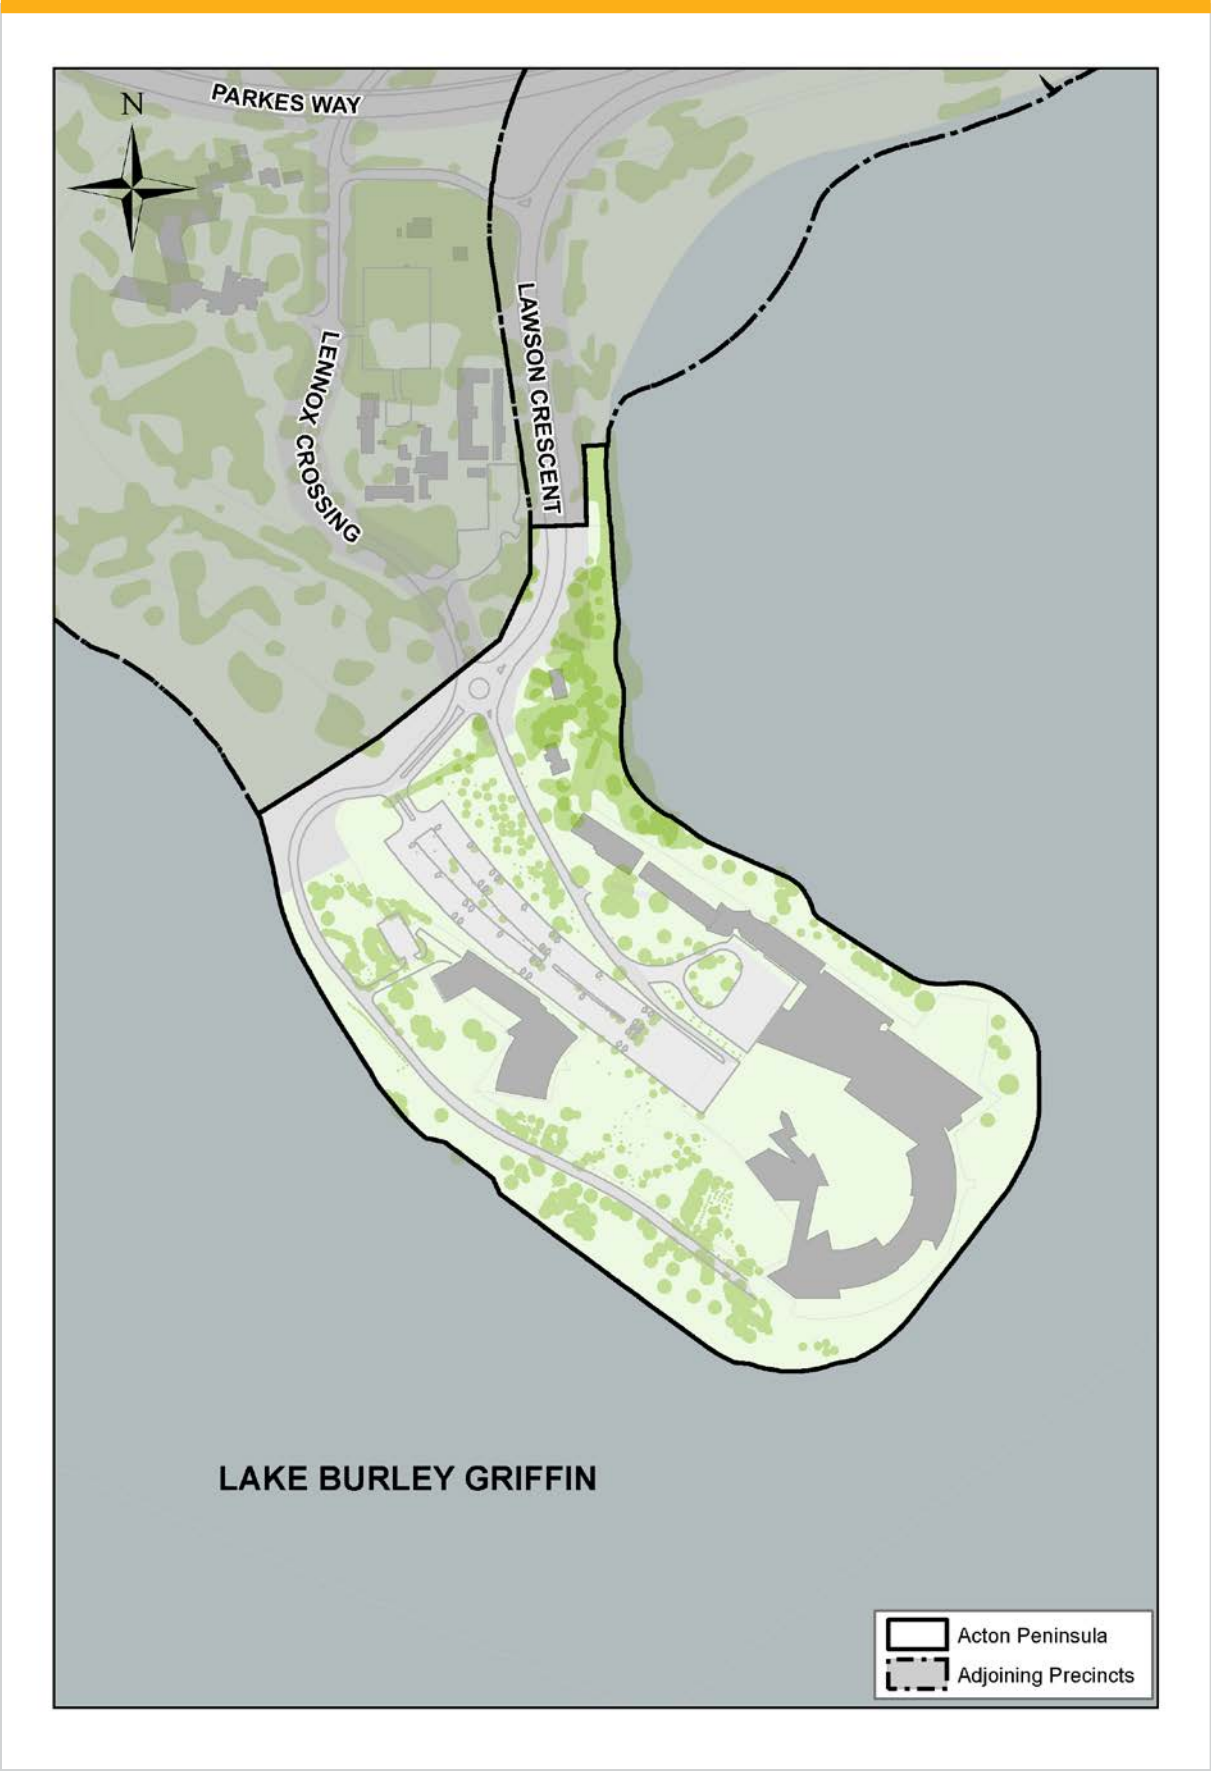 N
PARKES WAY
LAWSON CRESCENT
LENNOX CROSSING
LAKE BURLEY GRIFFIN
Acton Peninsula
Adjoining Precincts